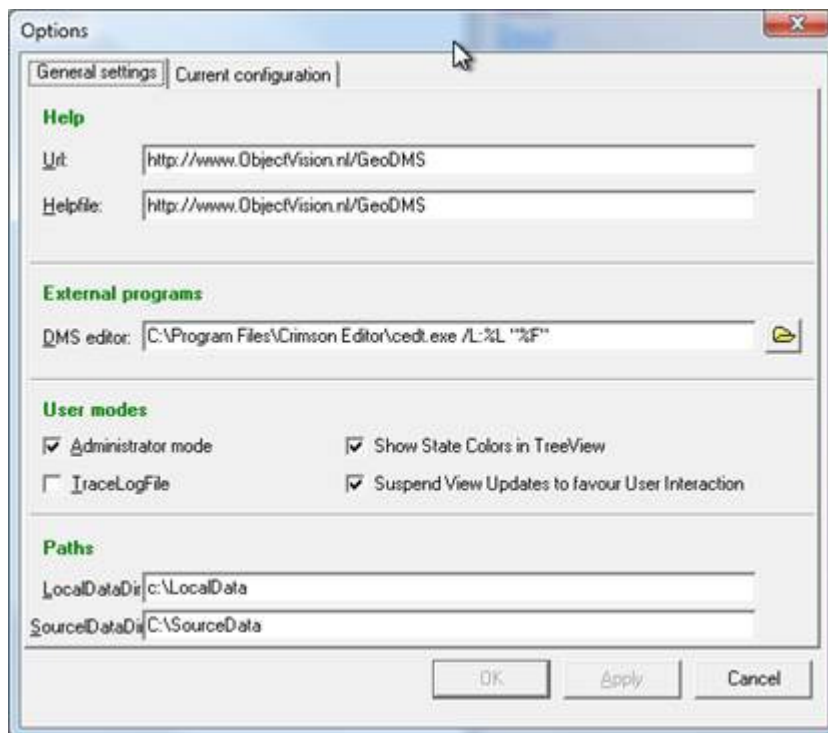 Options
General settings Current configuration
Help
Url: http://www.ObjectVision.nl/GeoDMS
Helpfile: http://www.ObjectVision.nl/GeoDMS
External programs
DMS editor: C:\Program Files\Crimson Editor\cedt.exe /L:%L "%F"
User modes
Administrator mode Show State Colors in TreeView
TraceLogFile Suspend View Updates to favour User Interaction
Paths
LocalDataDir c:\LocalData
SourceDataDir C:\SourceData
OK Apply Cancel